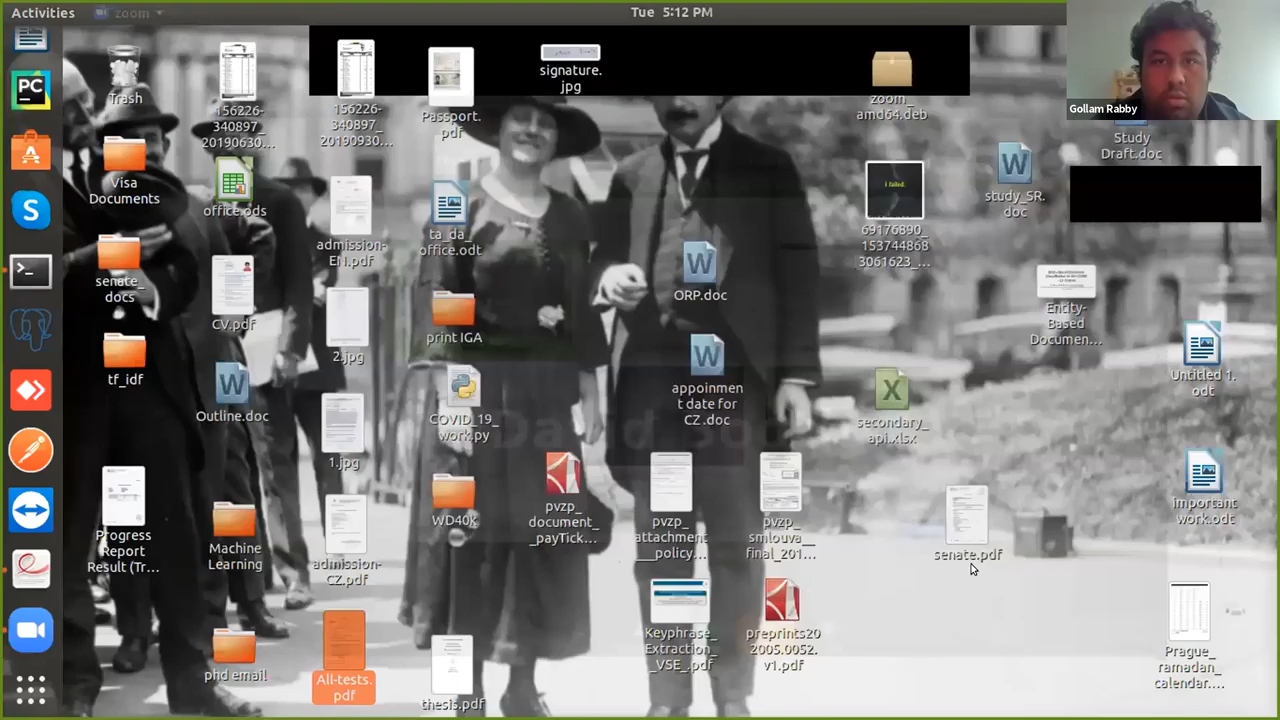 Activities
zoom
Tue 5:12 PM
Gollam Rabby
Trash
156226-
340897_
20190630...
156226-
340897_
20190930...
Passport.
pdf
signature.
jpg
zoom_
amd64.deb
Study
Draft.doc
Visa
Documents
office.ods
admission-
EN.pdf
ta_da_
office.odt
i failed.
69176890_
153744868
3061623_...
study_SR.
doc
senate_
docs
CV.pdf
2.jpg
print IGA
ORP.doc
Entity-
Based
Documen...
tf_idf
Outline.doc
1.jpg
COVID_19_
work.py
appoinmen
t date for
CZ.doc
secondary_
api.xlsx
Untitled 1.
odt
Progress
Report
Result (Tr...
Machine
Learning
admission-
CZ.pdf
WD40k
pvzp_
document_
_payTick...
pvzp_
attachment
__policy...
pvzp_
smlouva_
final_201...
senate.pdf
important
work.odt
phd email
All-tests.
pdf
thesis.pdf
Keyphrase_
Extraction_
_VSE_.pdf
preprints20
2005.0052.
v1.pdf
Prague_
ramadan_
calendar....